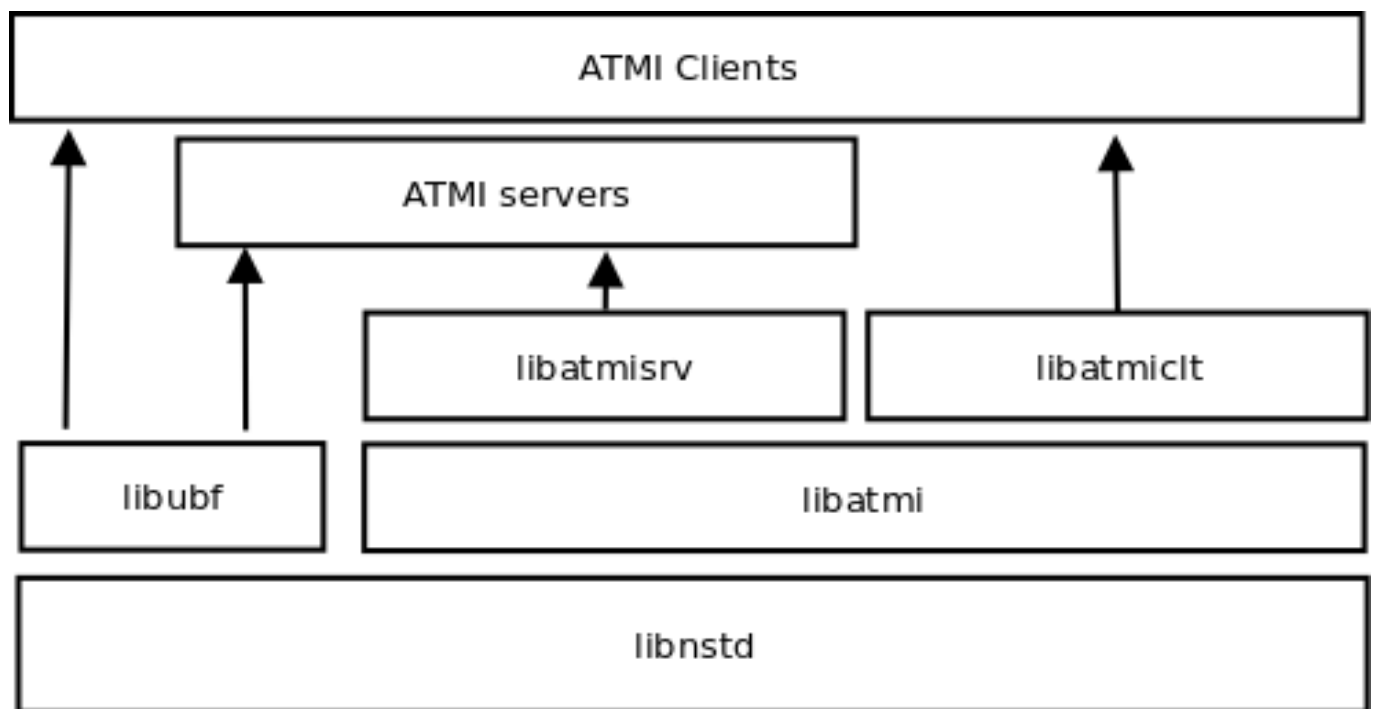 ATMI Clients
ATMI servers
libatmisrv
libatmiclt
libubf
libatmi
libnstd